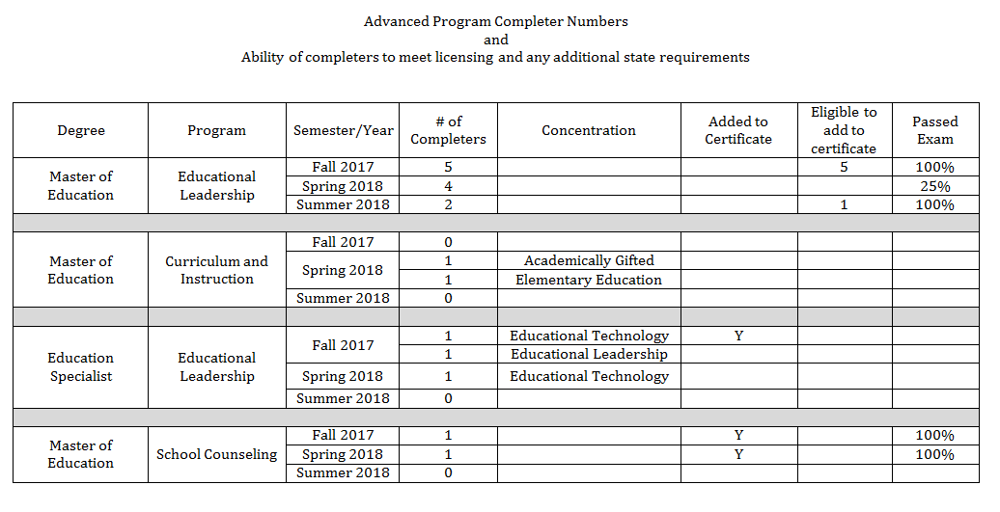 Advanced Program Completer Numbers
and
Ability of completers to meet licensing and any additional state requirements
Degree Program Semester/Year # of Completers Concentration Added to Certificate Eligible to add to certificate Passed Exam
Master of Education Educational Leadership Fall 2017 5 5 100%
Spring 2018 4 25%
Summer 2018 2 1 100%
Master of Education Curriculum and Instruction Fall 2017 0
Spring 2018 1 Academically Gifted
1 Elementary Education
Summer 2018 0
Education Specialist Educational Leadership Fall 2017 1 Educational Technology Y
1 Educational Leadership
Spring 2018 1 Educational Technology
Summer 2018 0
Master of Education School Counseling Fall 2017 1 Y 100%
Spring 2018 1 Y 100%
Summer 2018 0